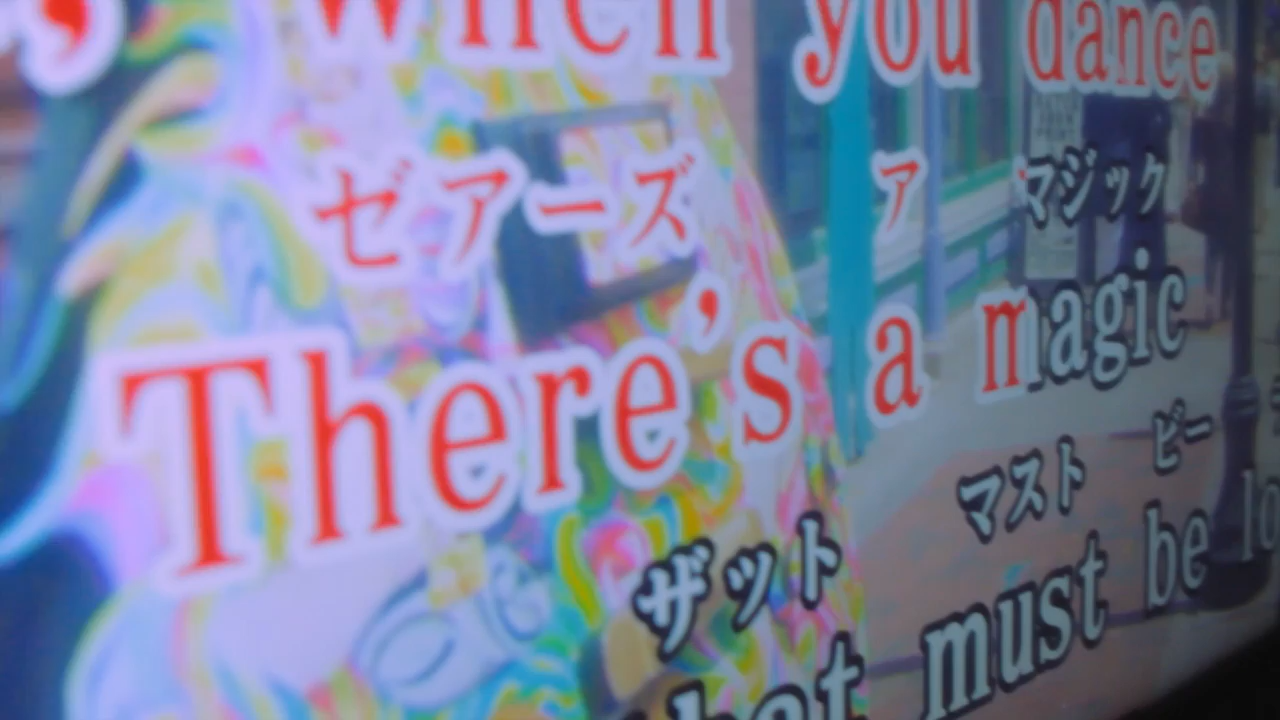 , when you dance
ゼアーズ ア マジック
There's a magic
ザット マスト ビー
that must be